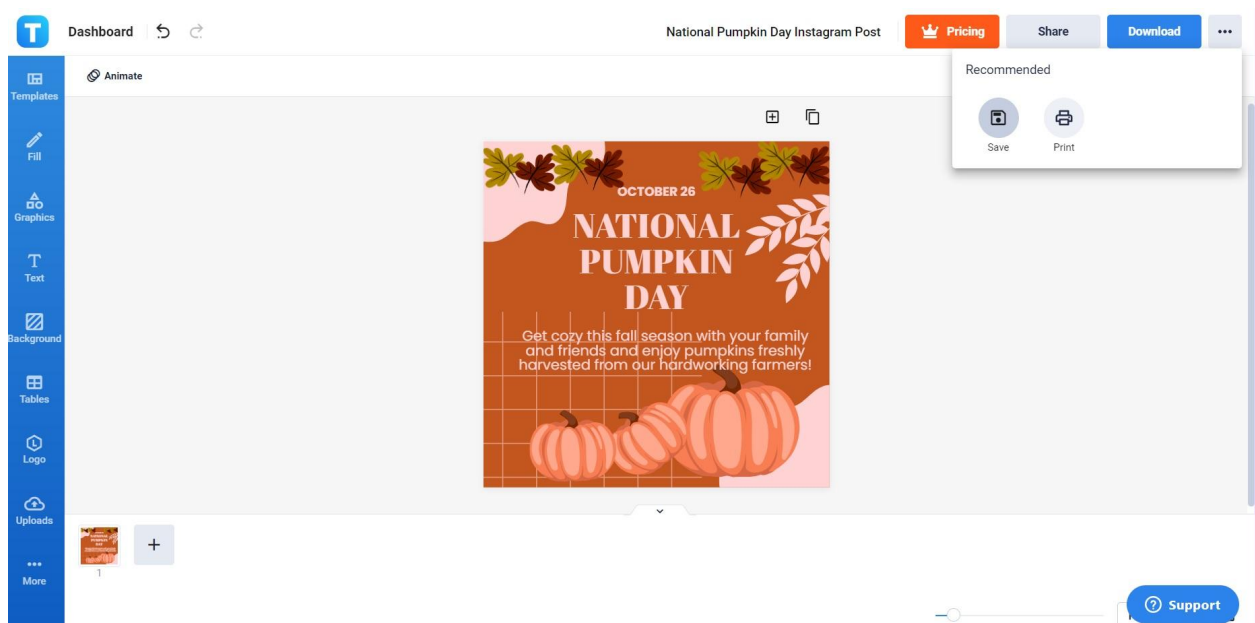 T
Dashboard
National Pumpkin Day Instagram Post
Pricing
Share
Download
Templates
Animate
Recommended
Save
Print
Fill
Graphics
Text
Background
Tables
Logo
Uploads
More
OCTOBER 26
NATIONAL
PUMPKIN
DAY
Get cozy this fall season with your family
and friends and enjoy pumpkins freshly
harvested from our hardworking farmers!
1
Support